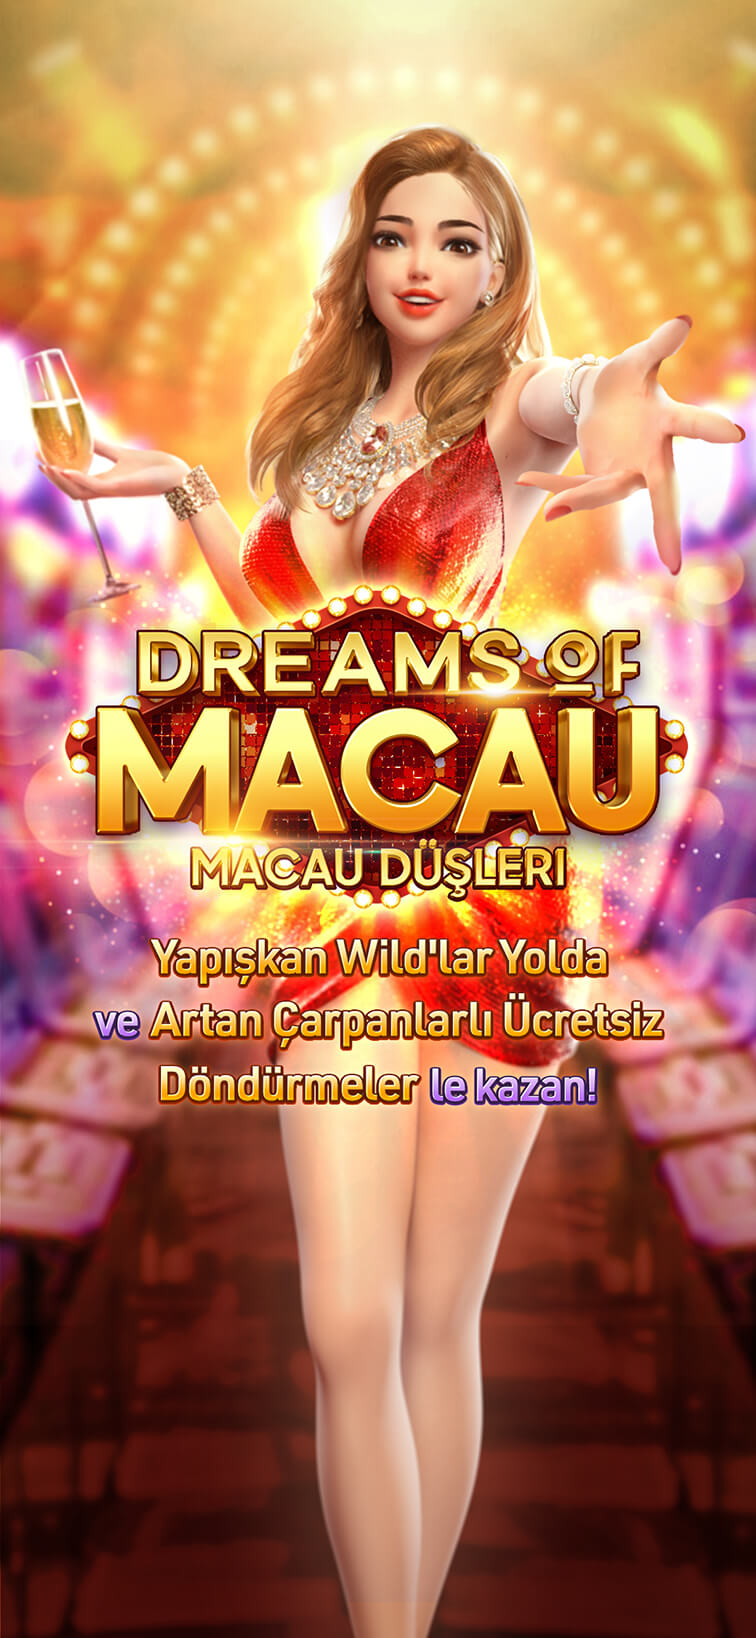 DREAMS OF
MACAU
MACAU DÜŞLERI
Yapışkan Wild'lar Yolda
ve Artan Çarpanlarlı Ücretsiz
Döndürmeler le kazan!